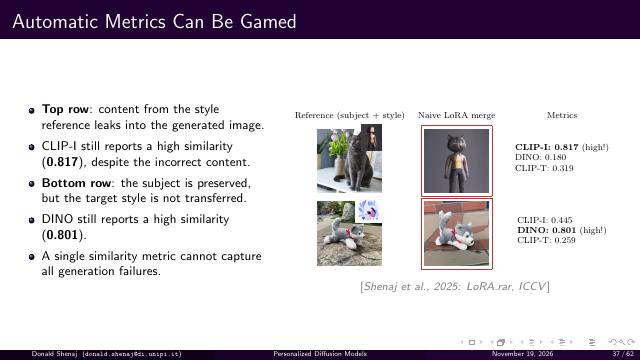 Automatic Metrics Can Be Gamed
Top row: content from the style
reference leaks into the generated image.
CLIP-I still reports a high similarity
(0.817), despite the incorrect content.
Bottom row: the subject is preserved,
but the target style is not transferred.
DINO still reports a high similarity
(0.801).
A single similarity metric cannot capture
all generation failures.
Reference (subject + style) Naive LoRA merge Metrics
CLIP-I: 0.817 (high!)
DINO: 0.180
CLIP-T: 0.319
CLIP-I: 0.445
DINO: 0.801 (high!)
CLIP-T: 0.259
[Shenaj et al., 2025: LoRA.rar, ICCV]
Donald Shenaj (donald.shenaj@di.unipi.it) Personalized Diffusion Models November 19, 2026 37 / 62